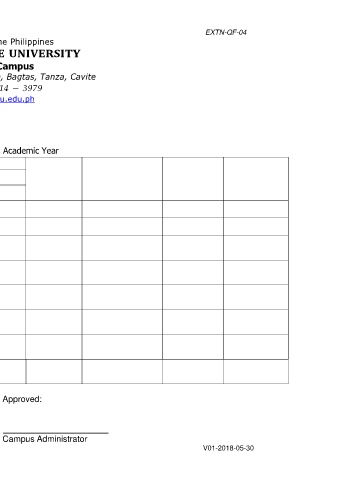 EXTN-QF-04
he Philippines
E UNIVERSITY
Campus
, Bagtas, Tanza, Cavite
14 – 3979
u.edu.ph
Academic Year
Approved:
Campus Administrator
V01-2018-05-30